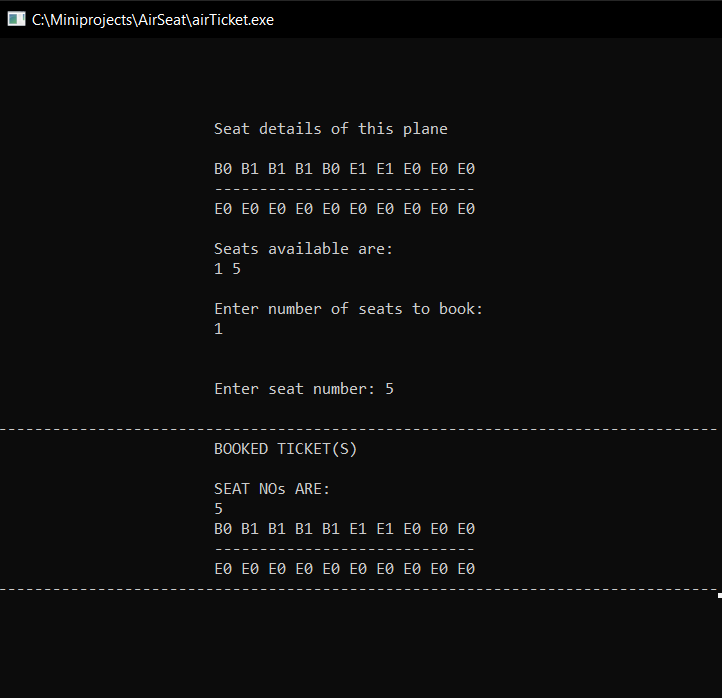 C:\Miniprojects\AirSeat\airTicket.exe
Seat details of this plane
B0 B1 B1 B1 B0 E1 E1 E0 E0 E0
-----------------------------
E0 E0 E0 E0 E0 E0 E0 E0 E0 E0
Seats available are:
1 5
Enter number of seats to book:
1
Enter seat number: 5
--------------------------------------------------------------------------------
BOOKED TICKET(S)
SEAT NOs ARE:
5
B0 B1 B1 B1 B1 E1 E1 E0 E0 E0
-----------------------------
E0 E0 E0 E0 E0 E0 E0 E0 E0 E0
--------------------------------------------------------------------------------